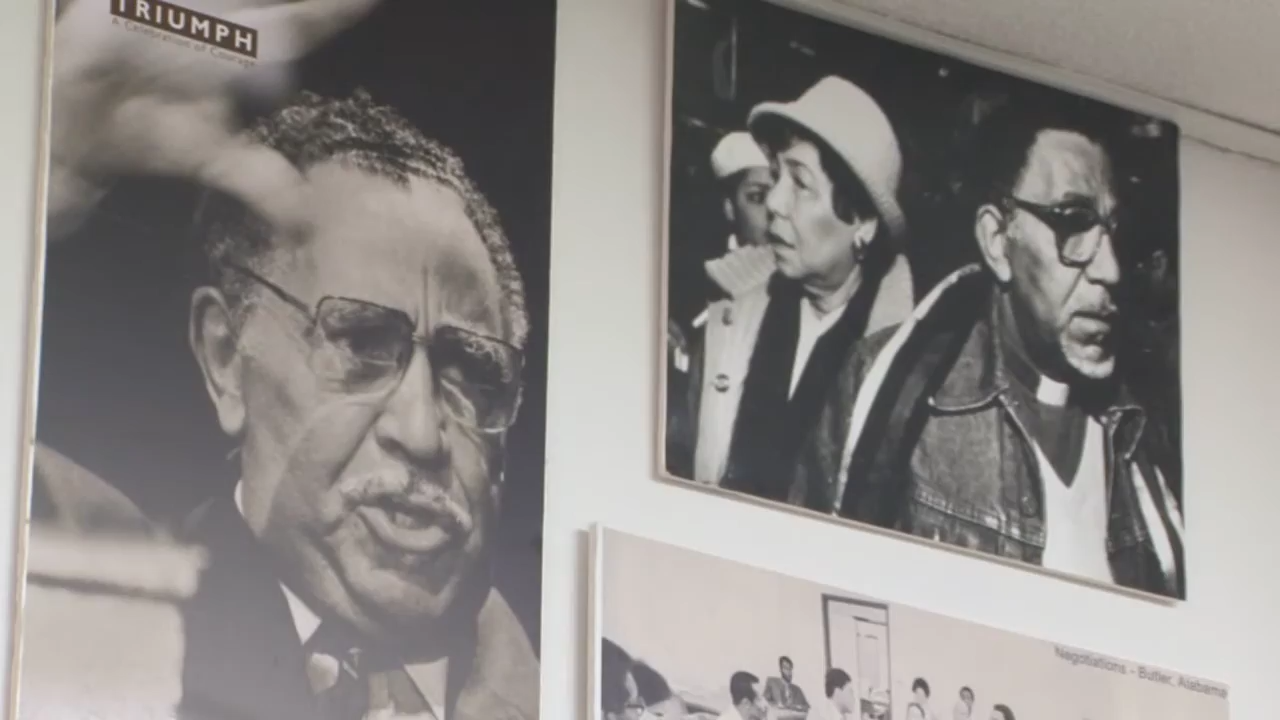 TRIUMPH
A Celebration of Courage
Negotiations - Butler, Alabama